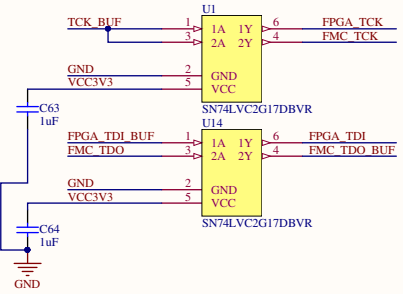 U1
TCK_BUF 1 1A 1Y 6 FPGA_TCK
3 2A 2Y 4 FMC_TCK
GND 2 GND
VCC3V3 5 VCC
SN74LVC2G17DBVR
C63
1uF
U14
FPGA_TDI_BUF 1 1A 1Y 6 FPGA_TDI
FMC_TDO 3 2A 2Y 4 FMC_TDO_BUF
GND 2 GND
VCC3V3 5 VCC
SN74LVC2G17DBVR
C64
1uF
GND